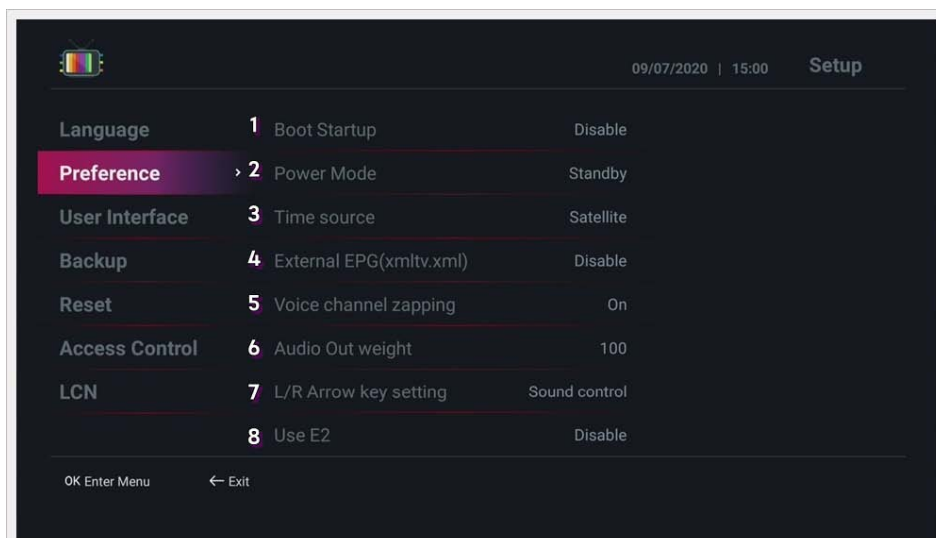 09/07/2020 | 15:00 Setup
Language 1 Boot Startup Disable
Preference › 2 Power Mode Standby
User Interface 3 Time source Satellite
Backup 4 External EPG(xmltv.xml) Disable
Reset 5 Voice channel zapping On
Access Control 6 Audio Out weight 100
LCN 7 L/R Arrow key setting Sound control
8 Use E2 Disable
OK Enter Menu ← Exit